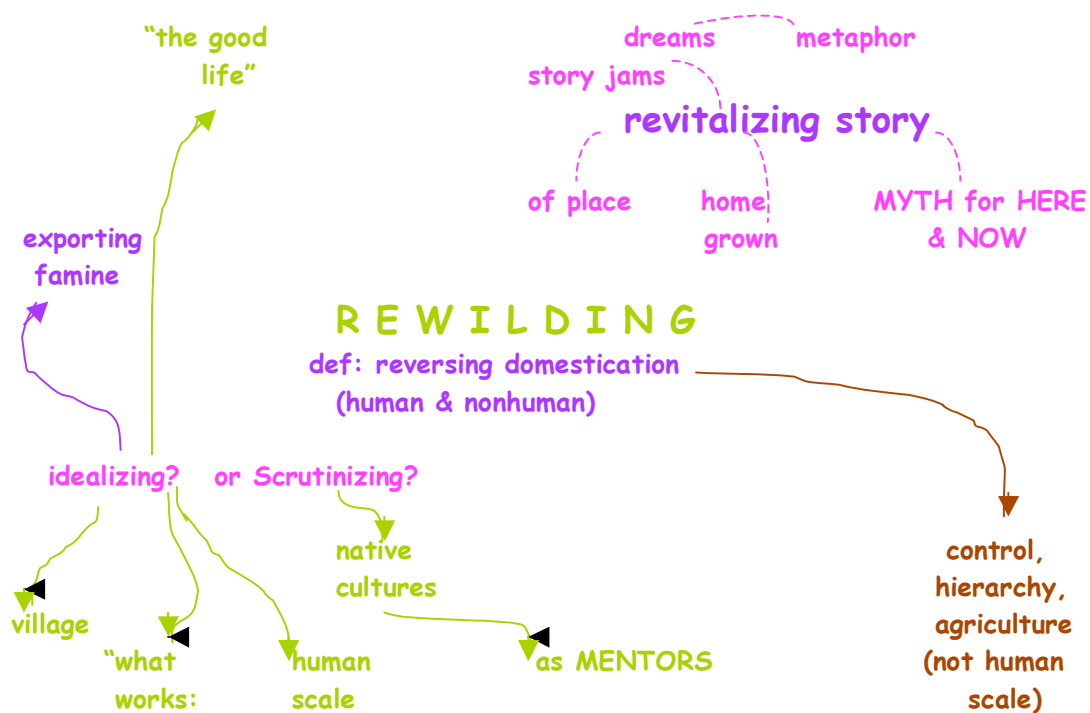 “the good
life”
dreams metaphor
story jams
revitalizing story
of place home MYTH for HERE
grown & NOW
exporting
famine
R E W I L D I N G
def: reversing domestication
(human & nonhuman)
idealizing? or Scrutinizing?
native
cultures
control,
hierarchy,
agriculture
(not human
scale)
village
“what
works:
human
scale
as MENTORS